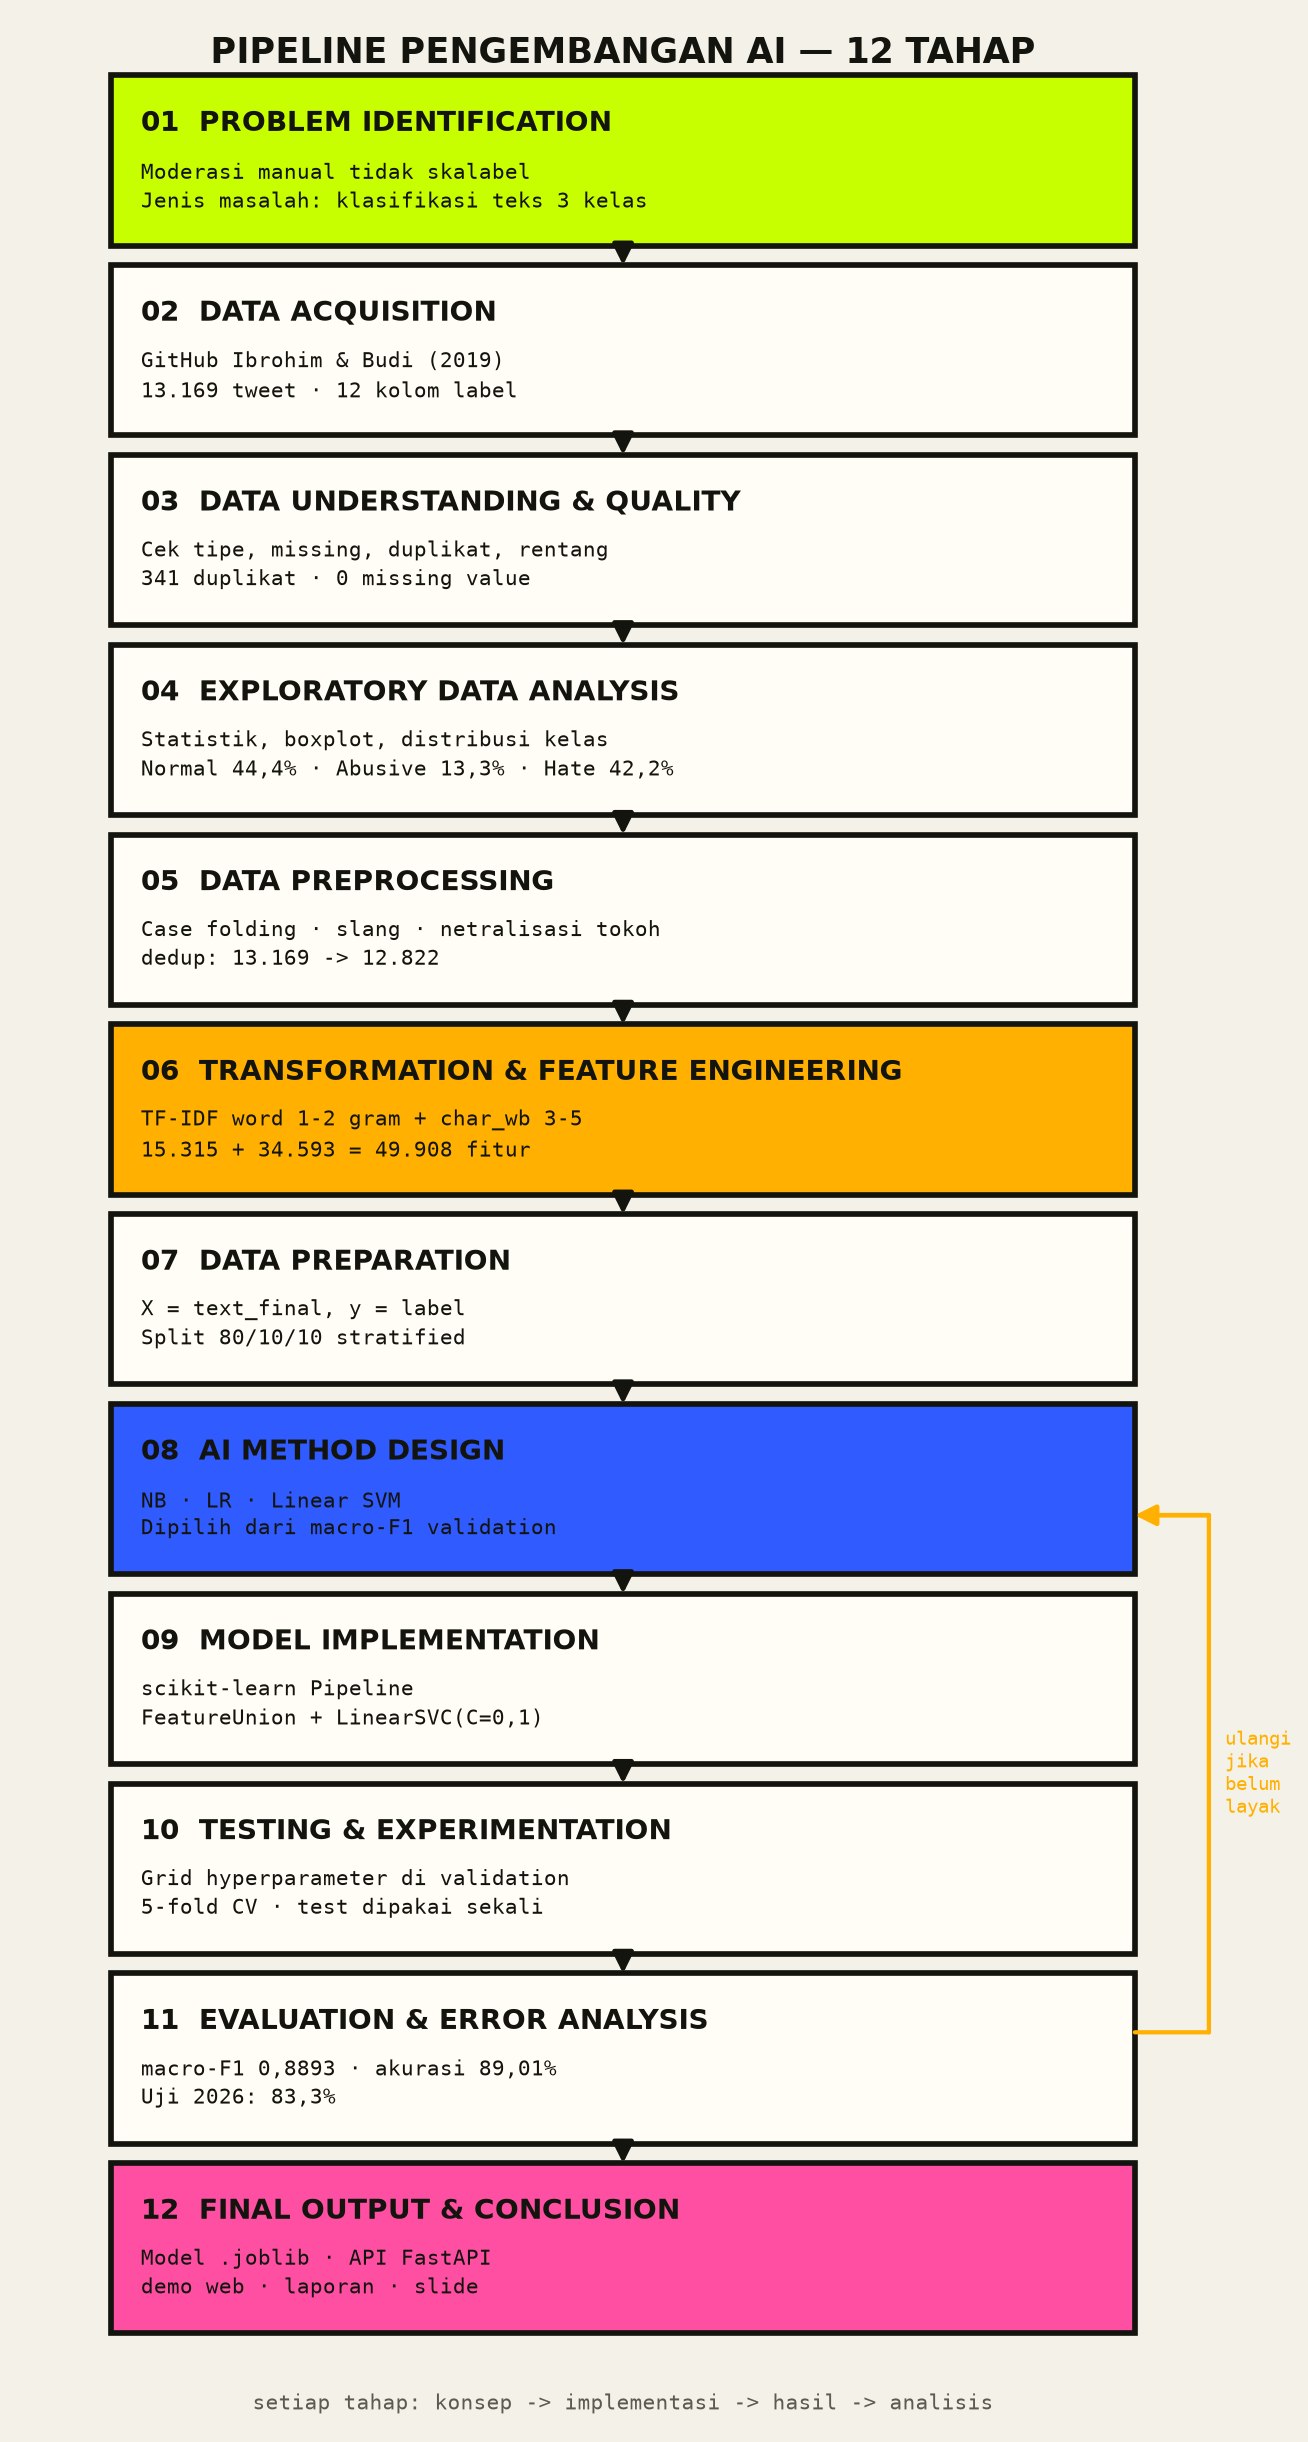 PIPELINE PENGEMBANGAN AI — 12 TAHAP
01 PROBLEM IDENTIFICATION
Moderasi manual tidak skalabel
Jenis masalah: klasifikasi teks 3 kelas
02 DATA ACQUISITION
GitHub Ibrohim & Budi (2019)
13.169 tweet · 12 kolom label
03 DATA UNDERSTANDING & QUALITY
Cek tipe, missing, duplikat, rentang
341 duplikat · 0 missing value
04 EXPLORATORY DATA ANALYSIS
Statistik, boxplot, distribusi kelas
Normal 44,4% · Abusive 13,3% · Hate 42,2%
05 DATA PREPROCESSING
Case folding · slang · netralisasi tokoh
dedup: 13.169 -> 12.822
06 TRANSFORMATION & FEATURE ENGINEERING
TF-IDF word 1-2 gram + char_wb 3-5
15.315 + 34.593 = 49.908 fitur
07 DATA PREPARATION
X = text_final, y = label
Split 80/10/10 stratified
08 AI METHOD DESIGN
NB · LR · Linear SVM
Dipilih dari macro-F1 validation
09 MODEL IMPLEMENTATION
scikit-learn Pipeline
FeatureUnion + LinearSVC(C=0,1)
ulangi
jika
belum
layak
10 TESTING & EXPERIMENTATION
Grid hyperparameter di validation
5-fold CV · test dipakai sekali
11 EVALUATION & ERROR ANALYSIS
macro-F1 0,8893 · akurasi 89,01%
Uji 2026: 83,3%
12 FINAL OUTPUT & CONCLUSION
Model .joblib · API FastAPI
demo web · laporan · slide
setiap tahap: konsep -> implementasi -> hasil -> analisis